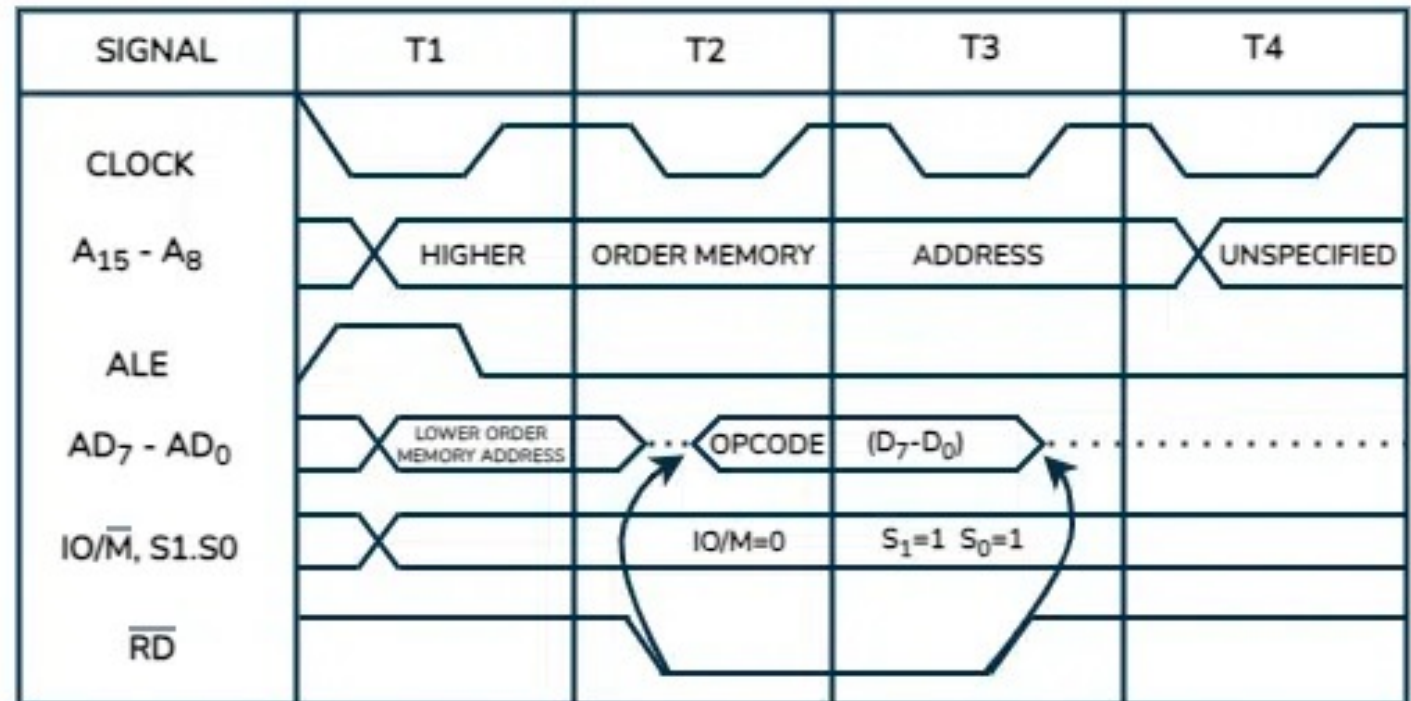 SIGNAL T1 T2 T3 T4
CLOCK
A15 - A8 HIGHER ORDER MEMORY ADDRESS UNSPECIFIED
ALE
AD7 - AD0 LOWER ORDER MEMORY ADDRESS OPCODE (D7-D0)
IO/M̅, S1.S0 IO/M=0 S1=1 S0=1
R̅D̅